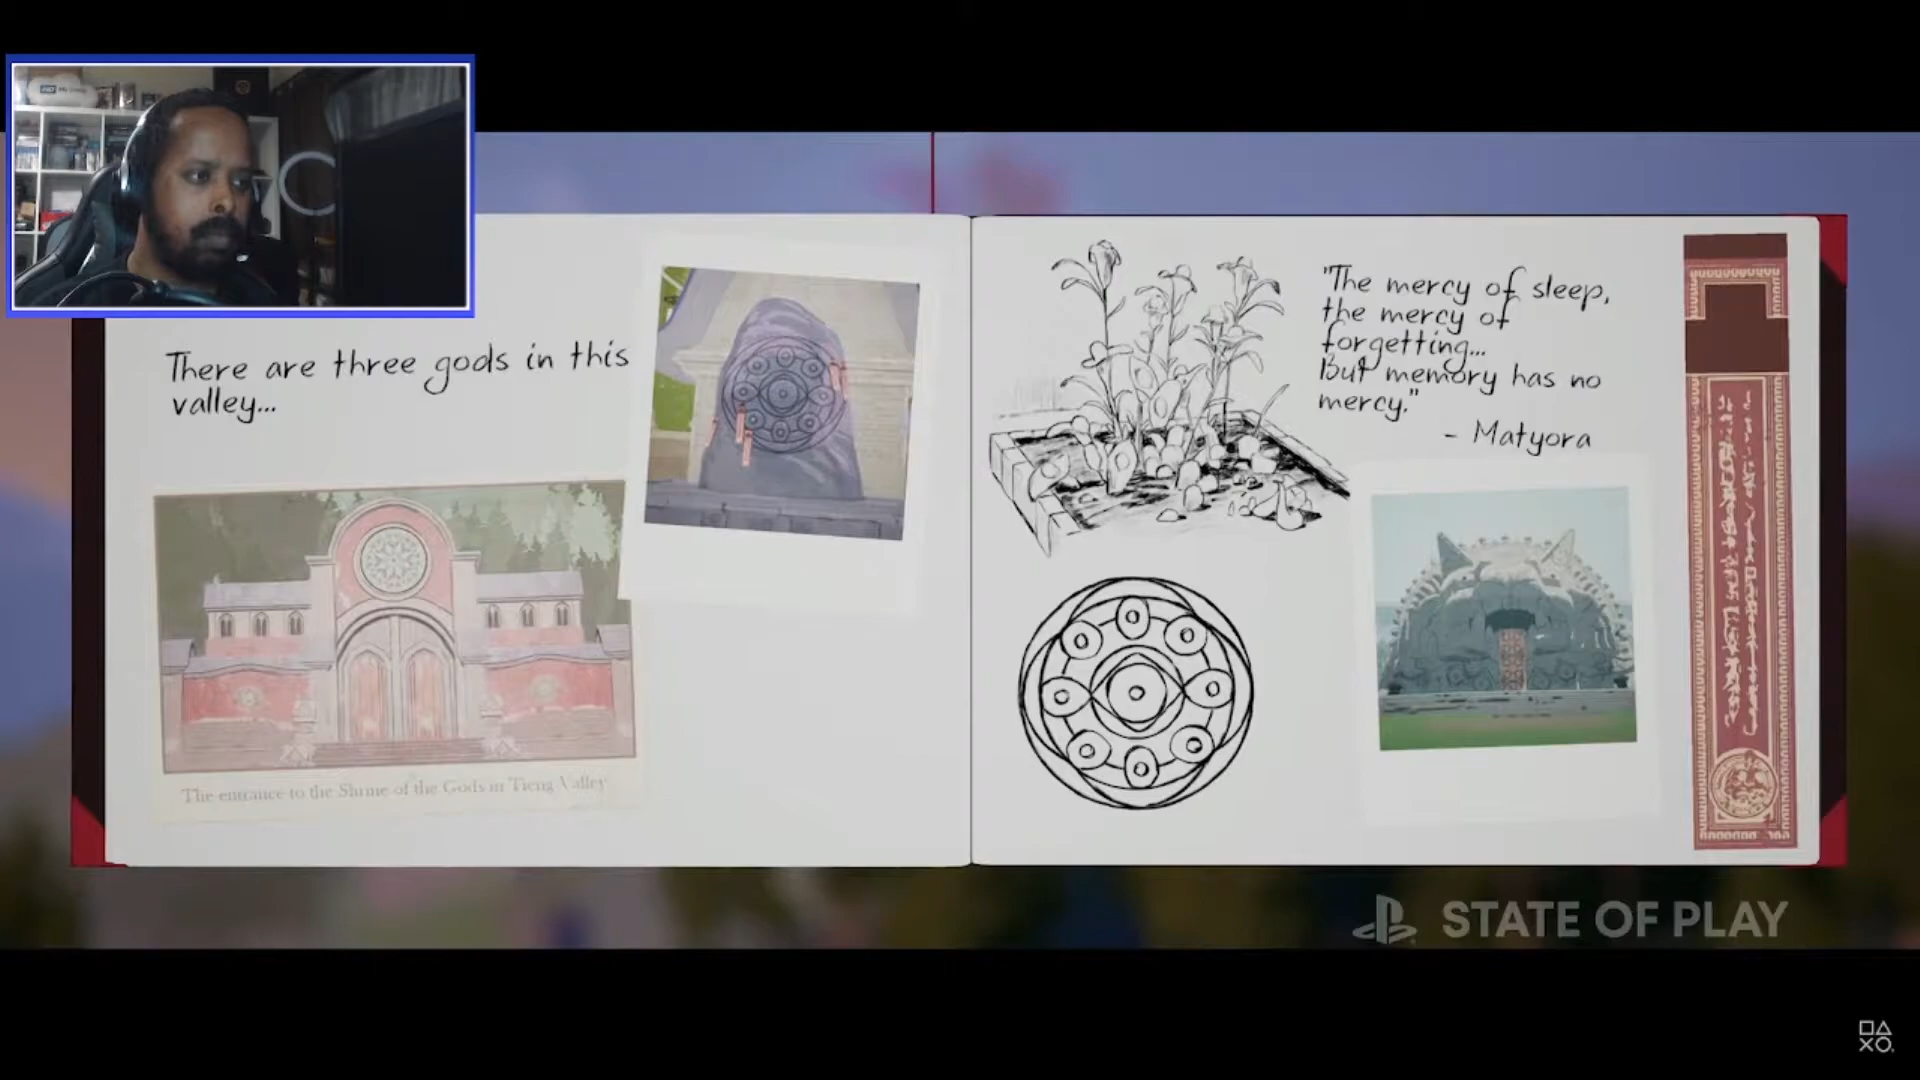 There are three gods in this
valley...
The entrance to the Shrine of the Gods in Tieng Valley
"The mercy of sleep,
the mercy of
forgetting...
But memory has no
mercy."
- Matyora
STATE OF PLAY